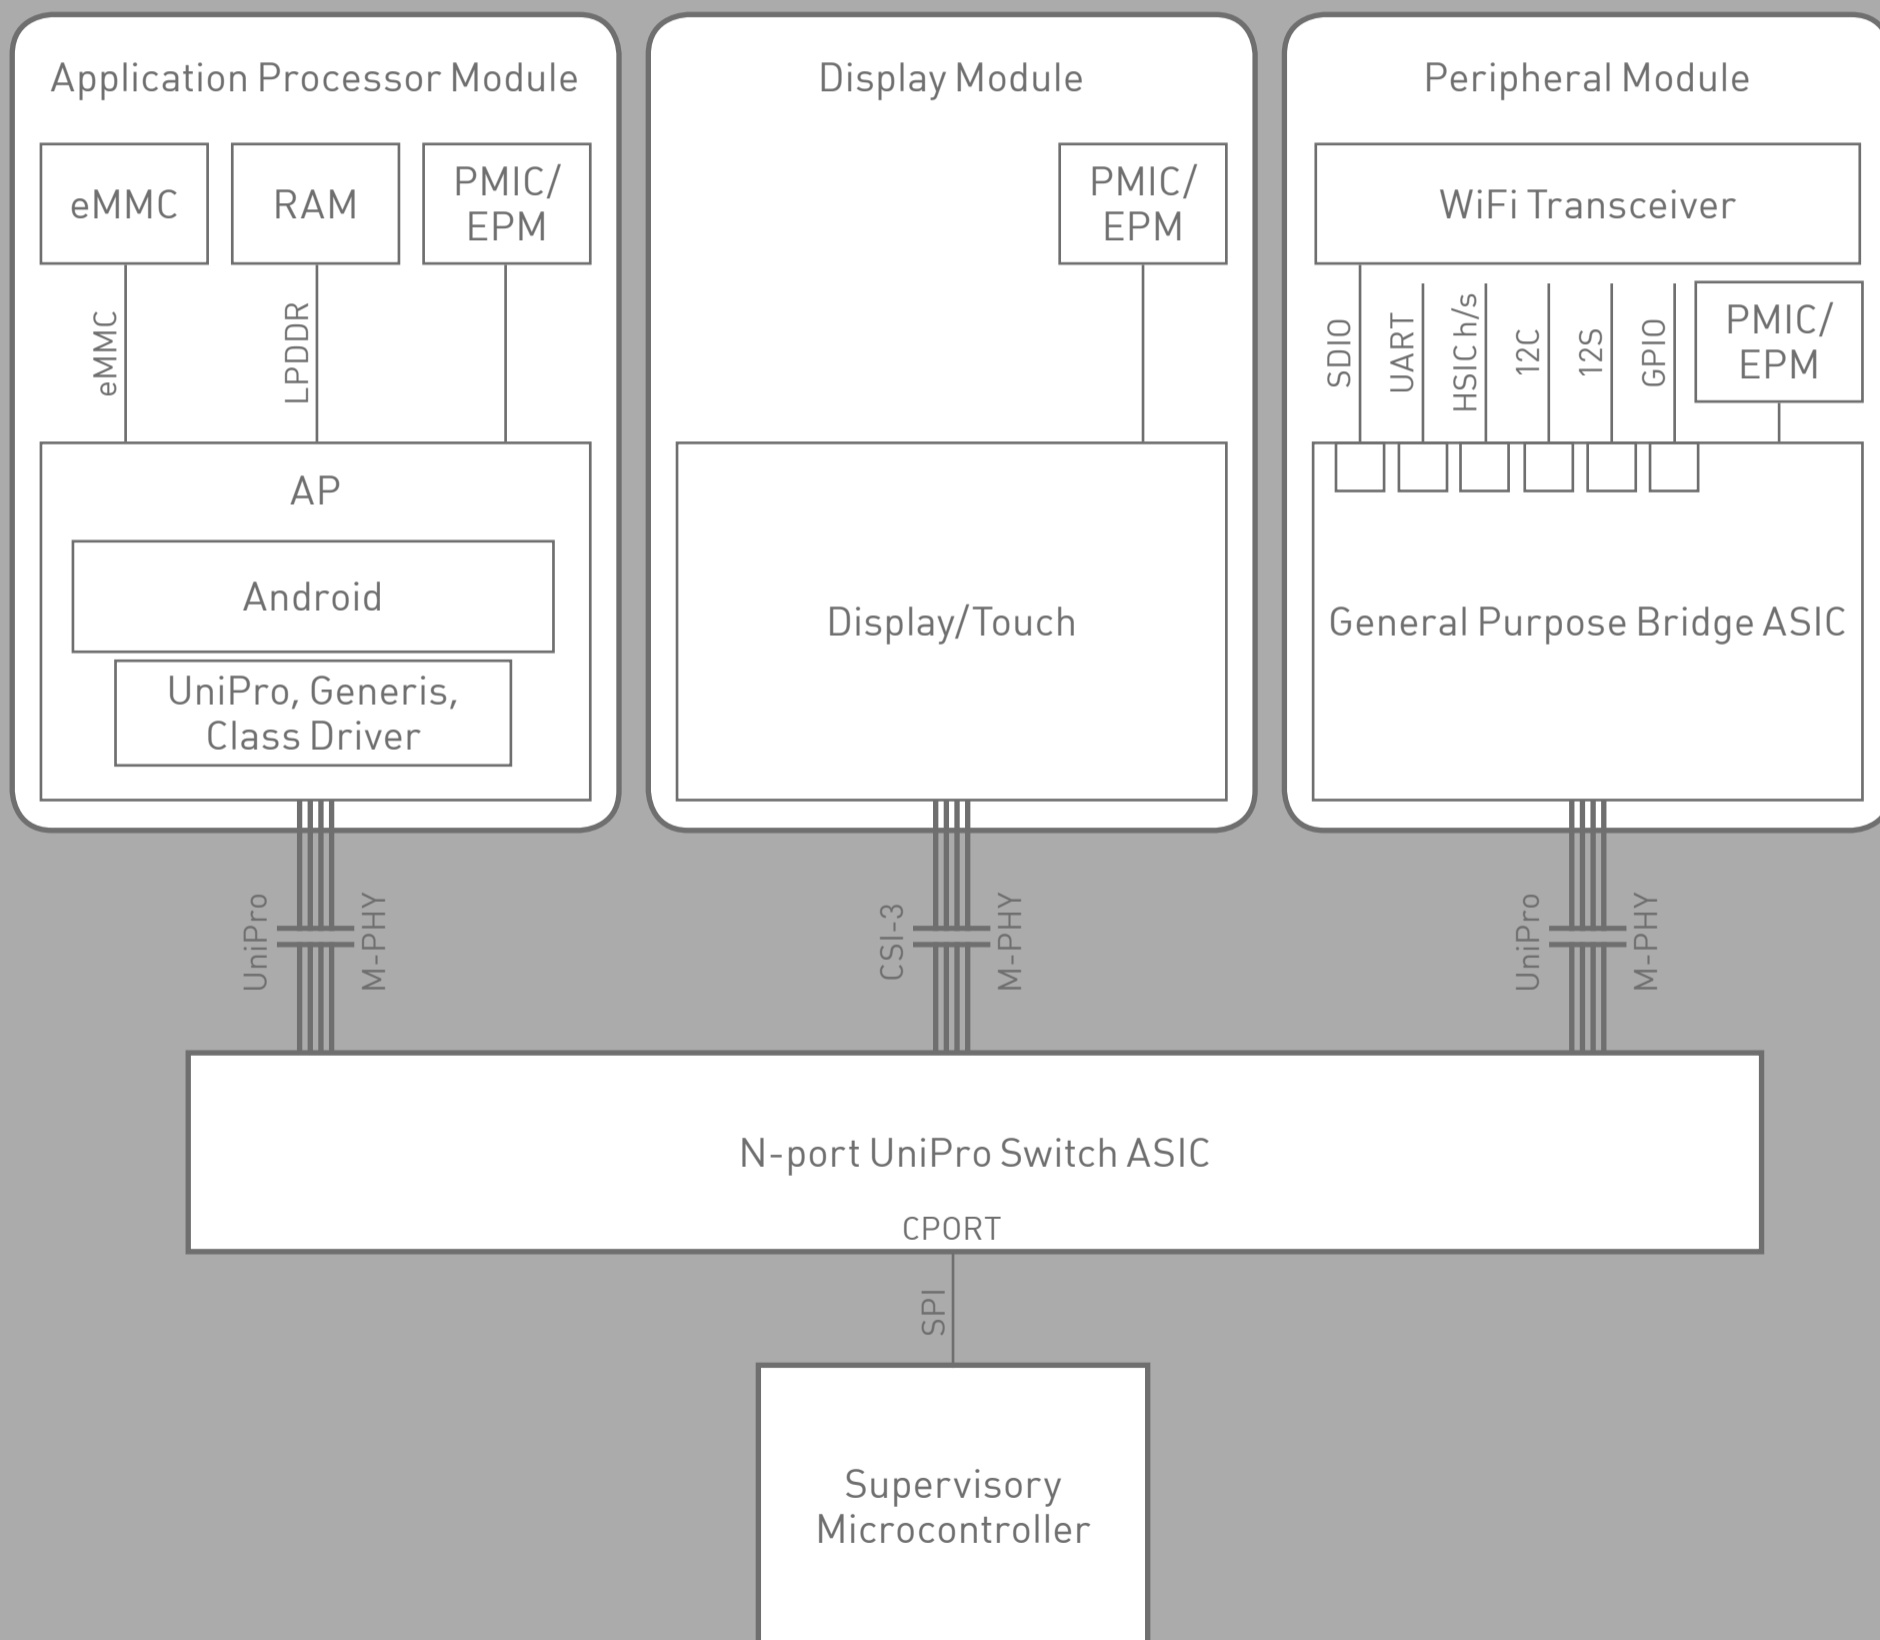 Application Processor Module
eMMC
RAM
PMIC/
EPM
eMMC
LPDDR
AP
Android
UniPro, Generis,
Class Driver
Display Module
PMIC/
EPM
Display/Touch
Peripheral Module
WiFi Transceiver
SDIO
UART
HSIC h/s
12C
12S
GPIO
PMIC/
EPM
General Purpose Bridge ASIC
UniPro
M-PHY
CSI-3
M-PHY
UniPro
M-PHY
N-port UniPro Switch ASIC
CPORT
SPI
Supervisory
Microcontroller